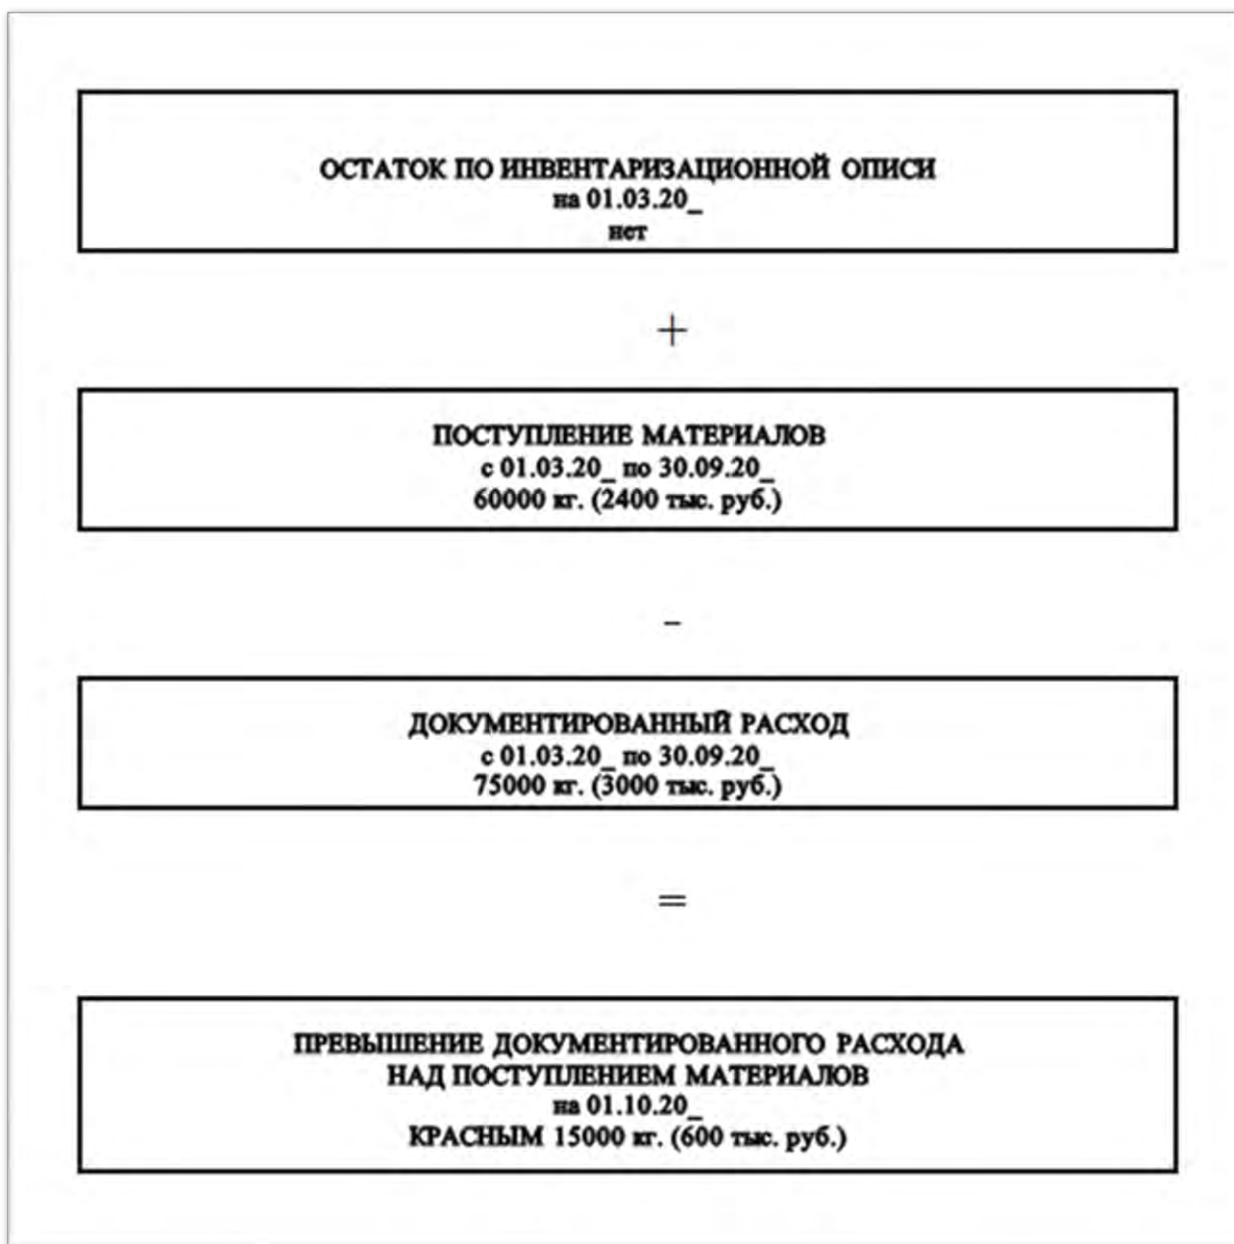 ОСТАТОК ПО ИНВЕНТАРИЗАЦИОННОЙ ОПИСИ
на 01.03.20_
нет
+
ПОСТУПЛЕНИЕ МАТЕРИАЛОВ
с 01.03.20_ по 30.09.20_
60000 кг. (2400 тыс. руб.)
-
ДОКУМЕНТИРОВАННЫЙ РАСХОД
с 01.03.20_ по 30.09.20_
75000 кг. (3000 тыс. руб.)
=
ПРЕВЫШЕНИЕ ДОКУМЕНТИРОВАННОГО РАСХОДА
НАД ПОСТУПЛЕНИЕМ МАТЕРИАЛОВ
на 01.10.20_
КРАСНЫМ 15000 кг. (600 тыс. руб.)